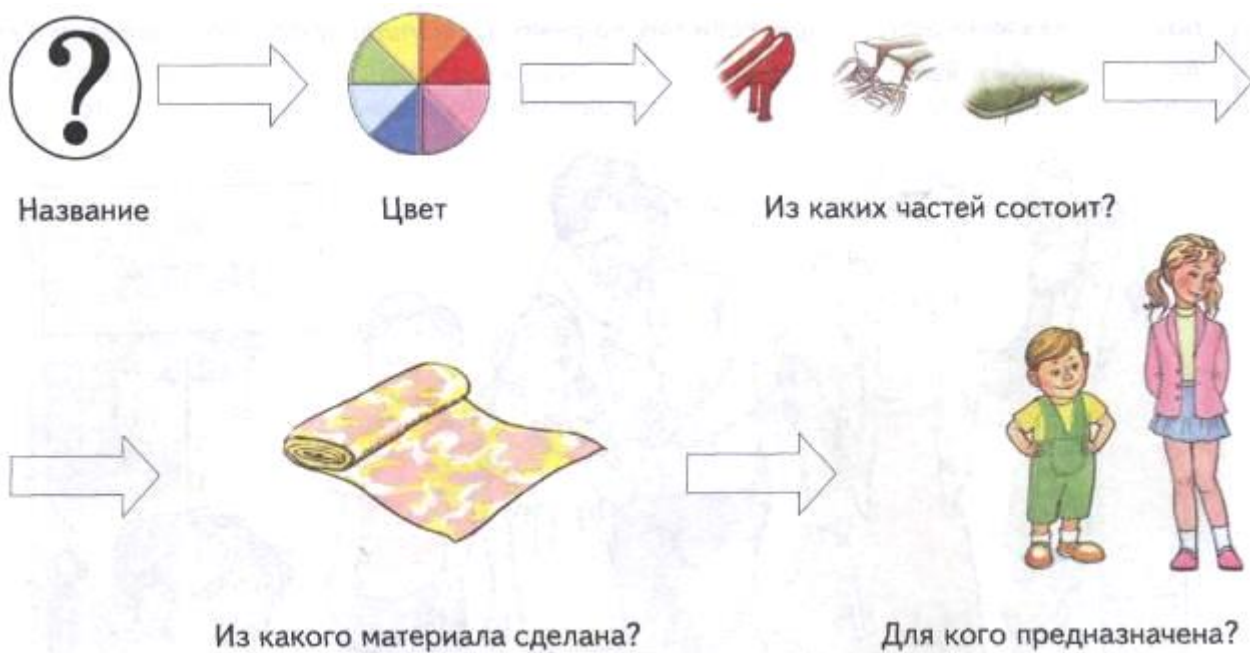 ?
Название
Цвет
Из каких частей состоит?
Из какого материала сделана?
Для кого предназначена?